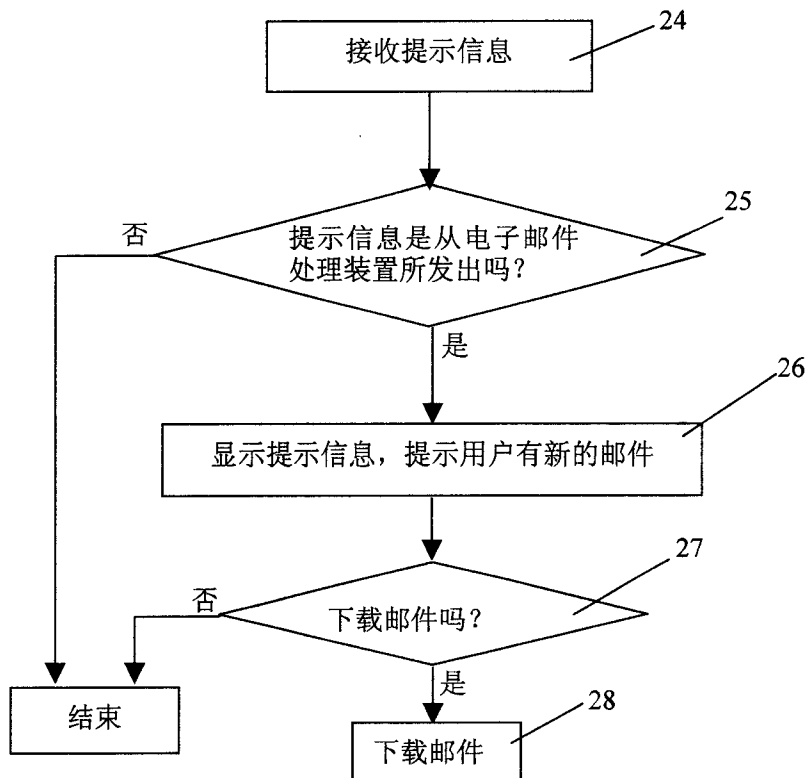 24
接收提示信息
25
否
提示信息是从电子邮件
处理装置所发出吗?
是
26
显示提示信息，提示用户有新的邮件
27
否
下载邮件吗?
是
结束
28
下载邮件